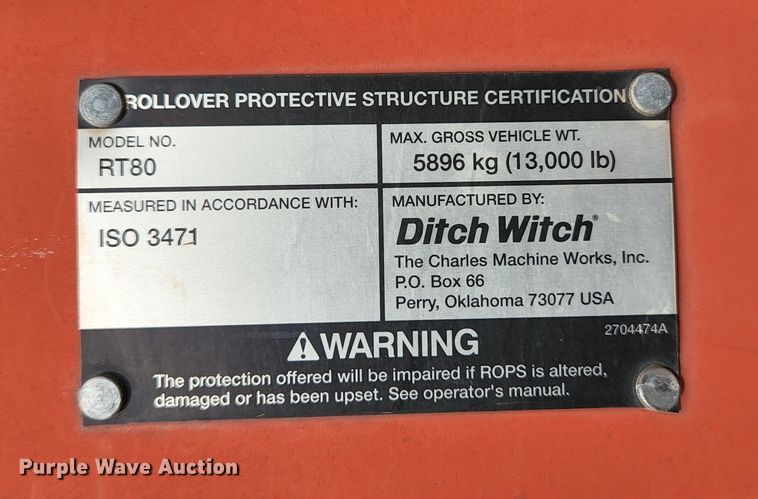 ROLLOVER PROTECTIVE STRUCTURE CERTIFICATION
MODEL NO.
RT80
MAX. GROSS VEHICLE WT.
5896 kg (13,000 lb)
MEASURED IN ACCORDANCE WITH:
ISO 3471
MANUFACTURED BY:
Ditch Witch®
The Charles Machine Works, Inc.
P.O. Box 66
Perry, Oklahoma 73077 USA
2704474A
WARNING
The protection offered will be impaired if ROPS is altered,
damaged or has been upset. See operator's manual.
Purple Wave Auction